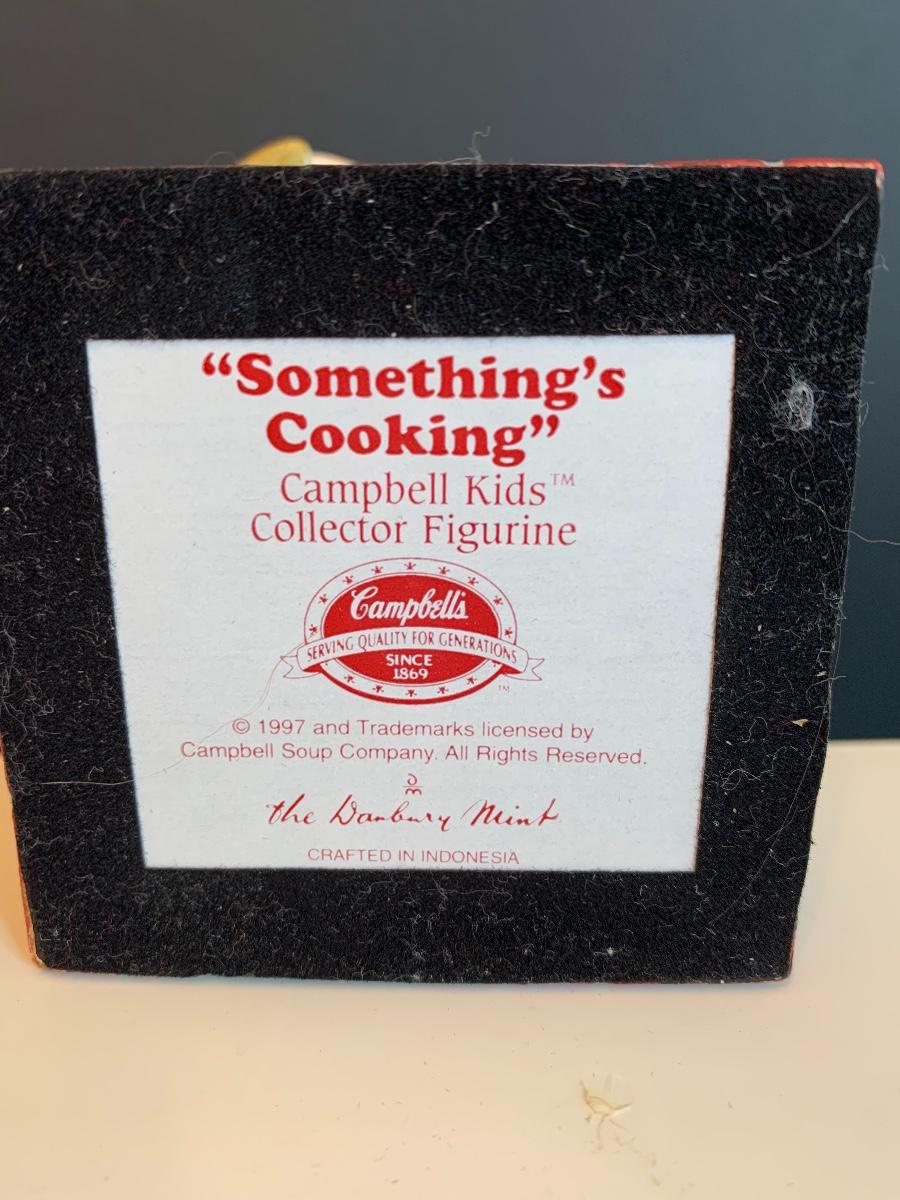 “Something’s
Cooking”
Campbell Kids™
Collector Figurine
Campbell's
SERVING QUALITY FOR GENERATIONS
SINCE
1869
TM
© 1997 and Trademarks licensed by
Campbell Soup Company. All Rights Reserved.
the Danbury Mint
CRAFTED IN INDONESIA